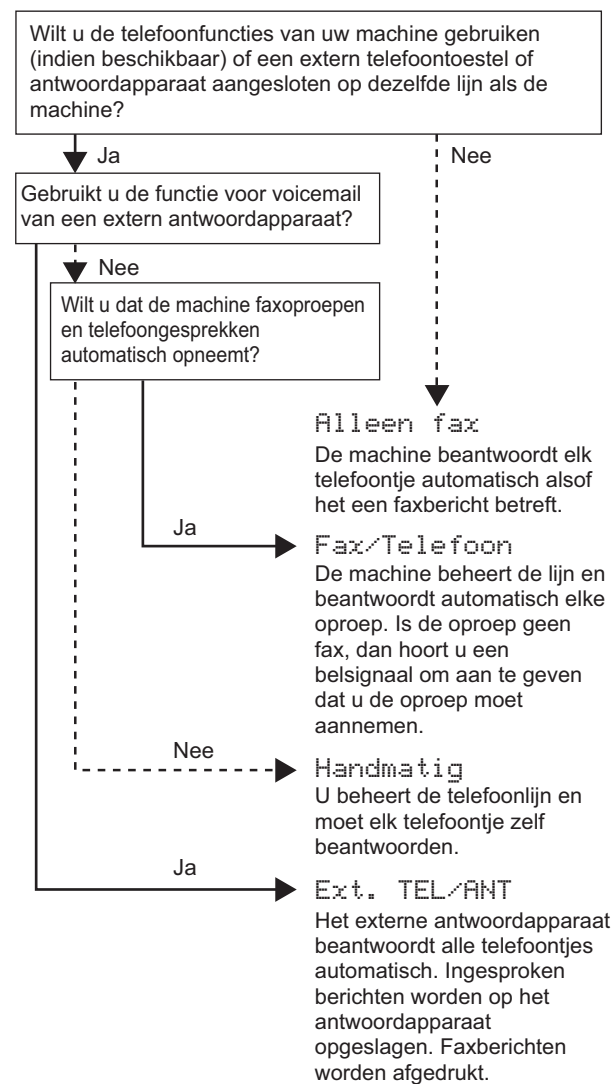 Wilt u de telefoonfuncties van uw machine gebruiken
(indien beschikbaar) of een extern telefoontoestel of
antwoordapparaat aangesloten op dezelfde lijn als de
machine?
Ja
Nee
Gebruikt u de functie voor voicemail
van een extern antwoordapparaat?
Nee
Wilt u dat de machine faxoproepen
en telefoongesprekken
automatisch opneemt?
Alleen fax
De machine beantwoordt elk
telefoontje automatisch alsof
het een faxbericht betreft.
Ja
Fax/Telefoon
De machine beheert de lijn en
beantwoordt automatisch elke
oproep. Is de oproep geen
fax, dan hoort u een
belsignaal om aan te geven
dat u de oproep moet
aannemen.
Nee
Handmatig
U beheert de telefoonlijn en
moet elk telefoontje zelf
beantwoorden.
Ja
Ext. TEL/ANT
Het externe antwoordapparaat
beantwoordt alle telefoontjes
automatisch. Ingesproken
berichten worden op het
antwoordapparaat
opgeslagen. Faxberichten
worden afgedrukt.